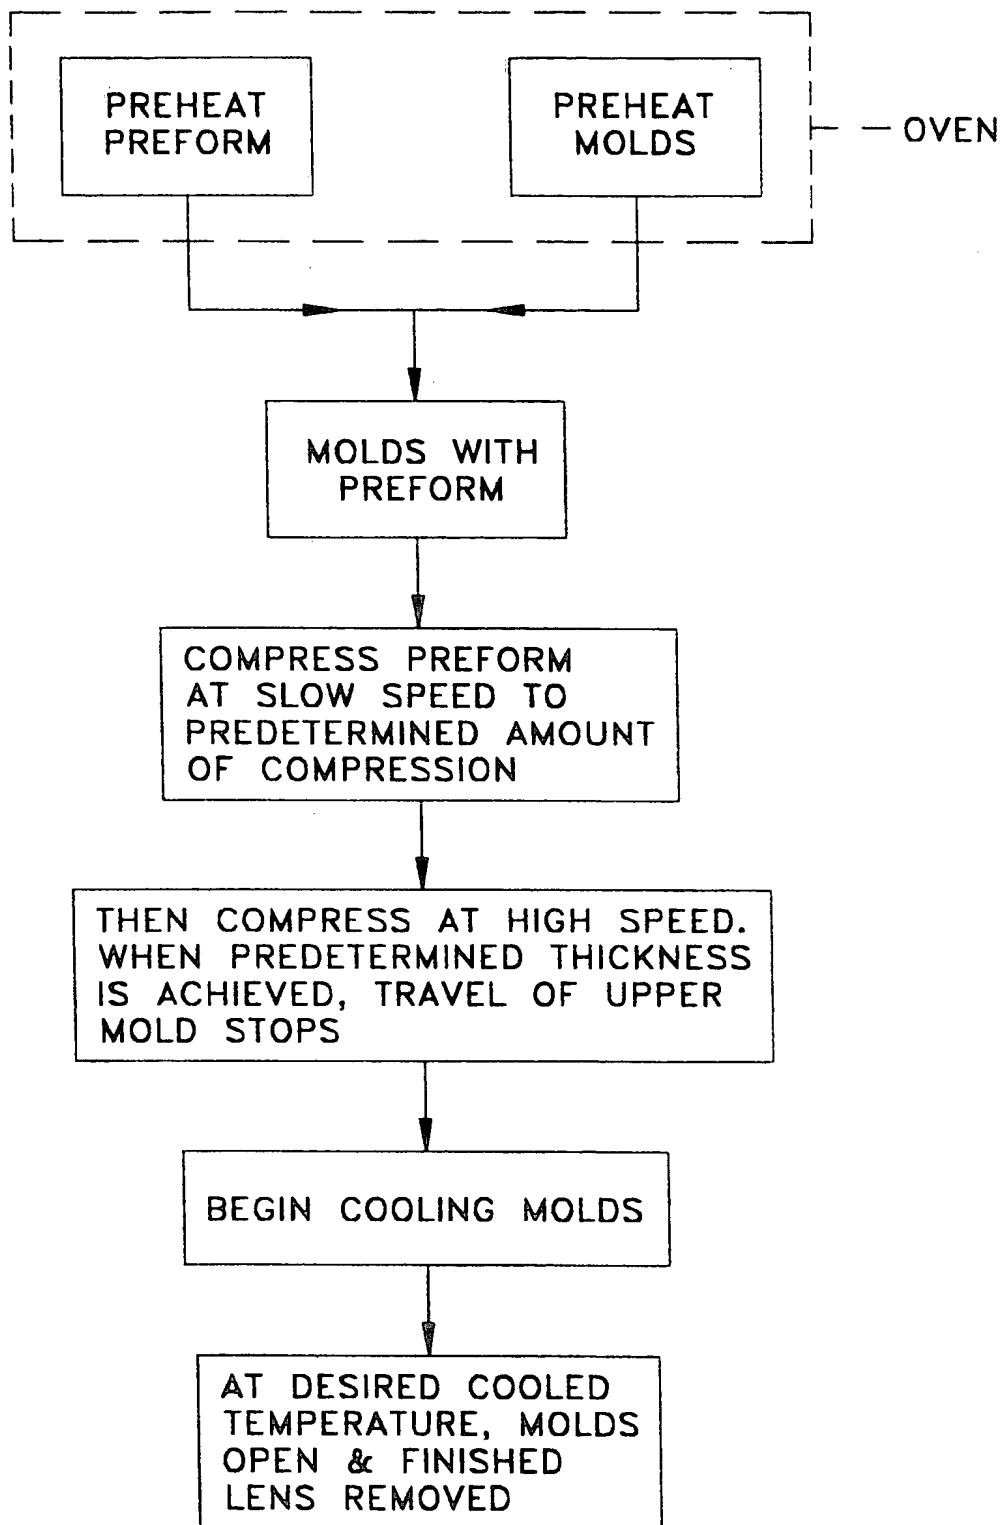 PREHEAT
PREFORM
PREHEAT
MOLDS
OVEN
MOLDS WITH
PREFORM
COMPRESS PREFORM
AT SLOW SPEED TO
PREDETERMINED AMOUNT
OF COMPRESSION
THEN COMPRESS AT HIGH SPEED.
WHEN PREDETERMINED THICKNESS
IS ACHIEVED, TRAVEL OF UPPER
MOLD STOPS
BEGIN COOLING MOLDS
AT DESIRED COOLED
TEMPERATURE, MOLDS
OPEN & FINISHED
LENS REMOVED